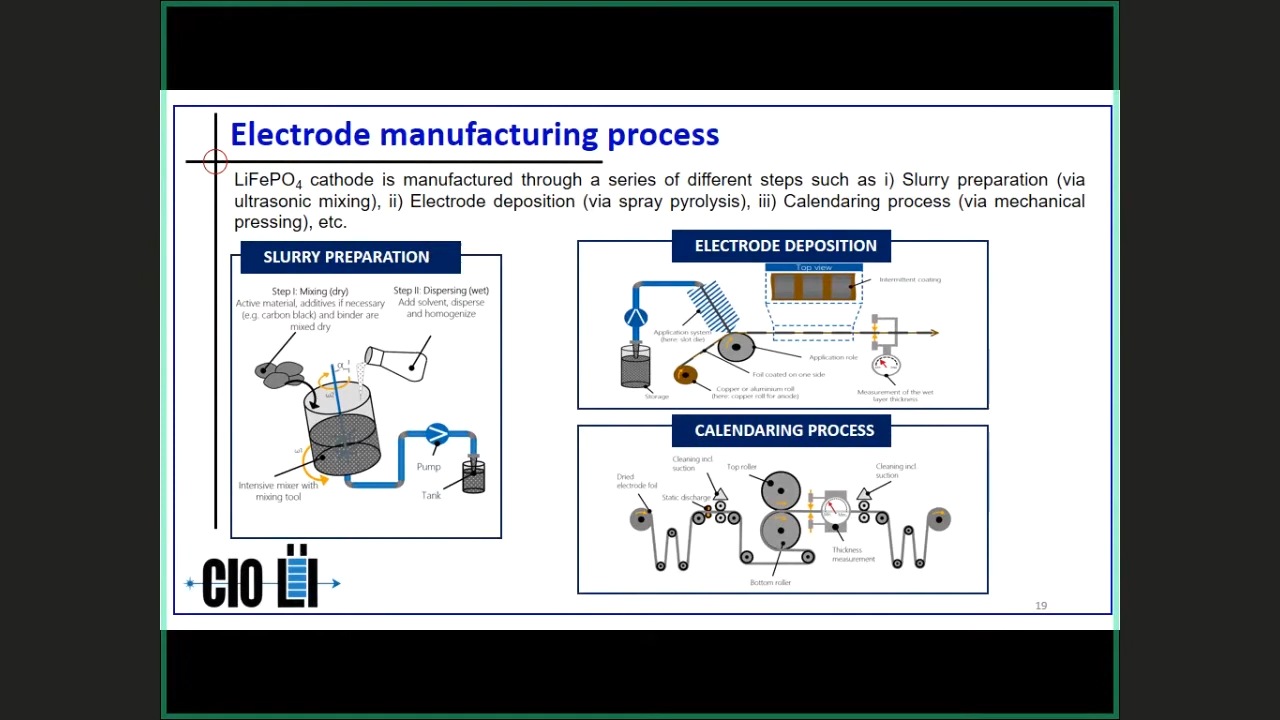 Electrode manufacturing process
LiFePO4 cathode is manufactured through a series of different steps such as i) Slurry preparation (via
ultrasonic mixing), ii) Electrode deposition (via spray pyrolysis), iii) Calendaring process (via mechanical
pressing), etc.
SLURRY PREPARATION
Step I: Mixing (dry)
Active material, additives if necessary
(e.g. carbon black) and binder are
mixed dry
Step II: Dispersing (wet)
Add solvent, disperse
and homogenize
Intensive mixer with
mixing tool
Pump
Tank
ELECTRODE DEPOSITION
Top view
Intermittent coating
Application system
(here: slot die)
Application role
Foil coated on one side
Copper or aluminium roll
(here: copper roll for anode)
Storage
Measurement of the wet
layer thickness
CALENDARING PROCESS
Cleaning incl.
suction
Top roller
Cleaning incl.
suction
Dried
electrode foil
Static discharge
Thickness
measurement
Bottom roller
CIO LI
19